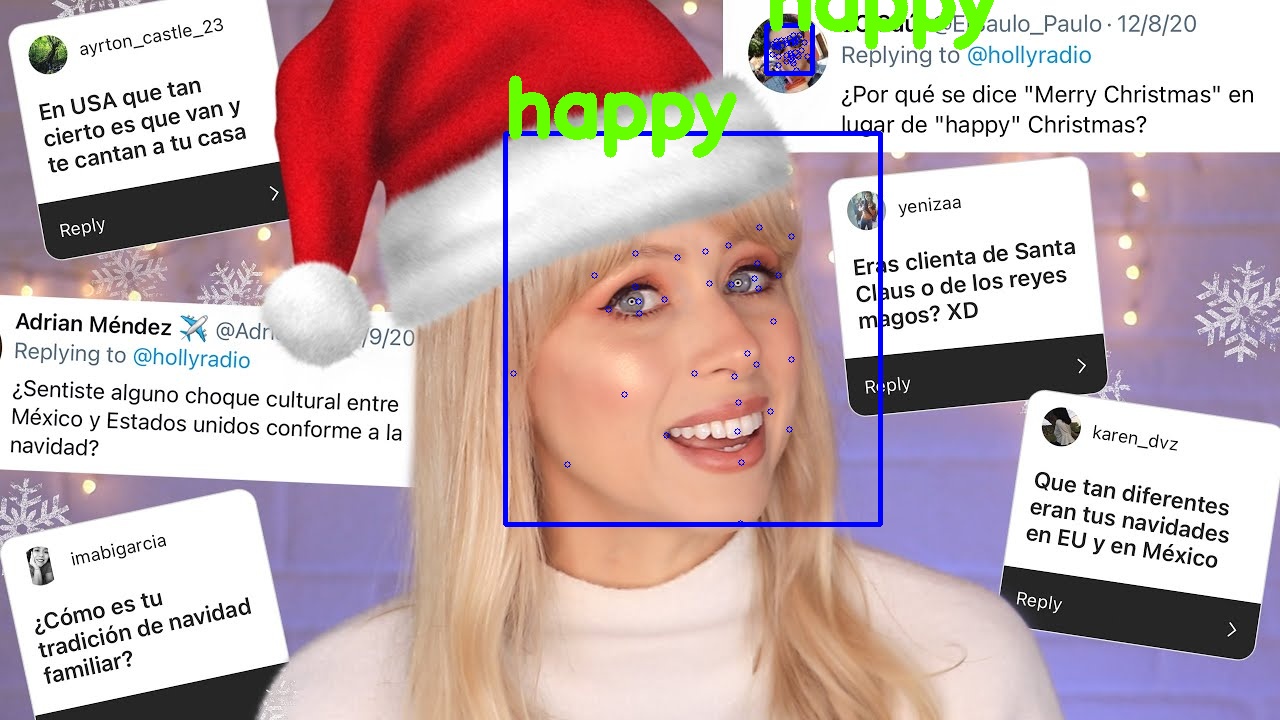 ayrton_castle_23
En USA que tan
cierto es que van y
te cantan a tu casa
Reply
happy
happy
@E_Saulo_Paulo · 12/8/20
Replying to @hollyradio
¿Por qué se dice "Merry Christmas" en
lugar de "happy" Christmas?
yenizaa
Eras clienta de Santa
Claus o de los reyes
magos? XD
Reply
Adrian Méndez ✈️ @Adri /9/20
Replying to @hollyradio
¿Sentiste alguno choque cultural entre
México y Estados unidos conforme a la
navidad?
karen_dvz
Que tan diferentes
eran tus navidades
en EU y en México
Reply
imabigarcia
¿Cómo es tu
tradición de navidad
familiar?